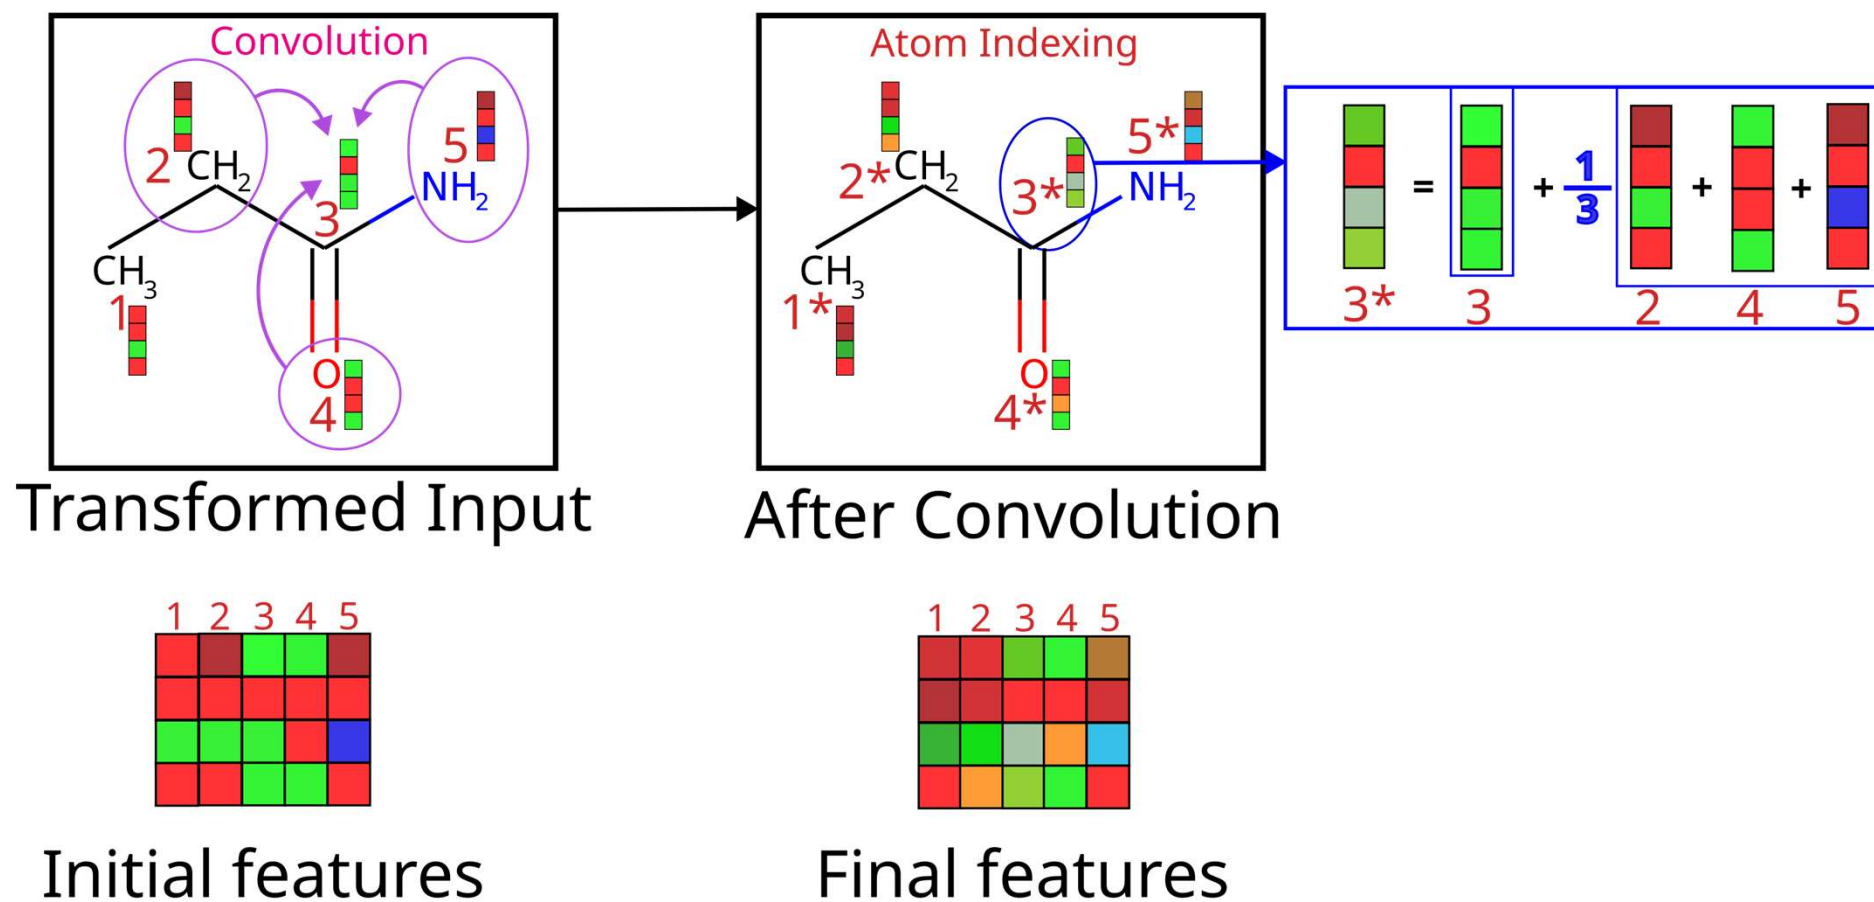 Convolution
2
CH2
5
NH2
3
CH3
1
O
4
Transformed Input
Atom Indexing
2*
CH2
5*
NH2
3*
CH3
1*
O
4*
After Convolution
= + 1/3 + +
3* 3 2 4 5
1 2 3 4 5
Initial features
1 2 3 4 5
Final features